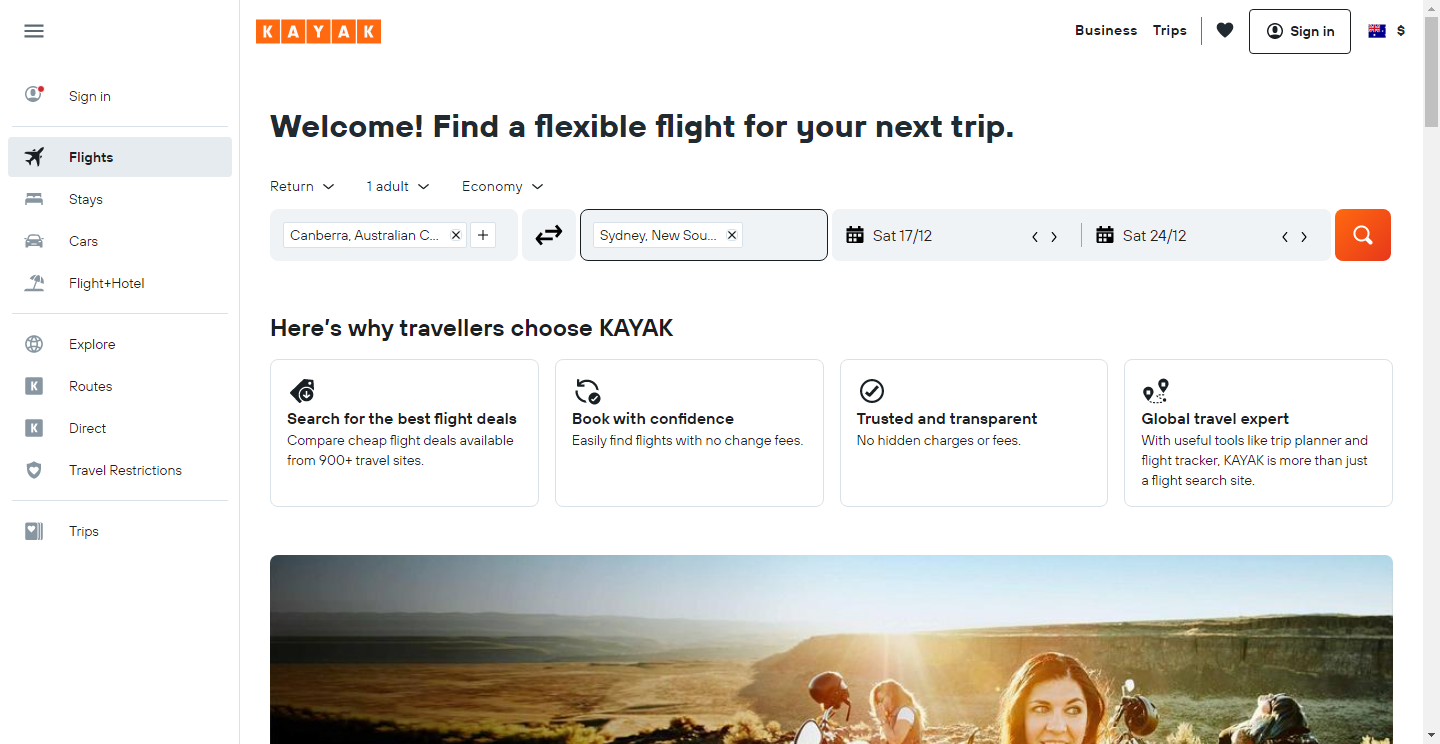 KAYAK
Business
Trips
Sign in
$
Sign in
Flights
Stays
Cars
Flight+Hotel
Explore
K
Routes
K
Direct
Travel Restrictions
Trips
Welcome! Find a flexible flight for your next trip.
Return
1 adult
Economy
Canberra, Australian C...
Sydney, New Sou...
Sat 17/12
Sat 24/12
Here's why travellers choose KAYAK
Search for the best flight deals
Compare cheap flight deals available
from 900+ travel sites.
Book with confidence
Easily find flights with no change fees.
Trusted and transparent
No hidden charges or fees.
Global travel expert
With useful tools like trip planner and
flight tracker, KAYAK is more than just
a flight search site.